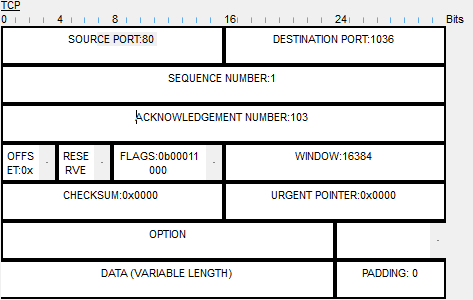 TCP
0 4 8 16 24 Bits
SOURCE PORT:80 DESTINATION PORT:1036
SEQUENCE NUMBER:1
ACKNOWLEDGEMENT NUMBER:103
OFFS RESE FLAGS:0b00011 WINDOW:16384
ET:0x RVE 000
CHECKSUM:0x0000 URGENT POINTER:0x0000
OPTION
DATA (VARIABLE LENGTH) PADDING: 0